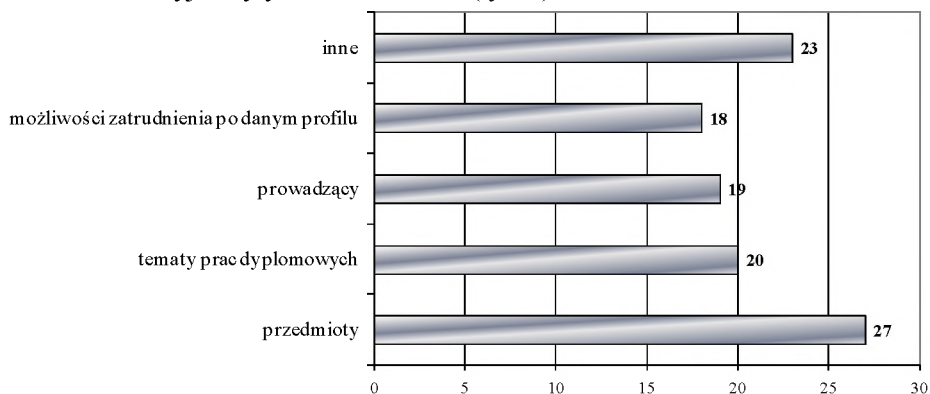 inne 23
możliwości zatrudnienia po danym profilu 18
prowadzący 19
tematy prac dyplomowych 20
przedmioty 27
0 5 10 15 20 25 30